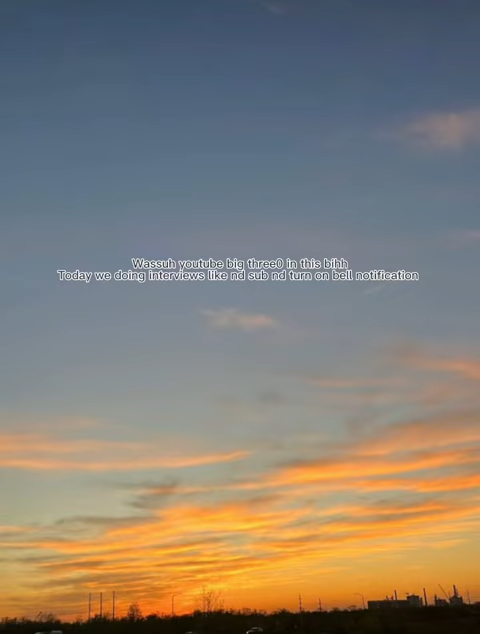 Wassuh youtube big three0 in this bihh
Today we doing interviews like nd sub nd turn on bell notification